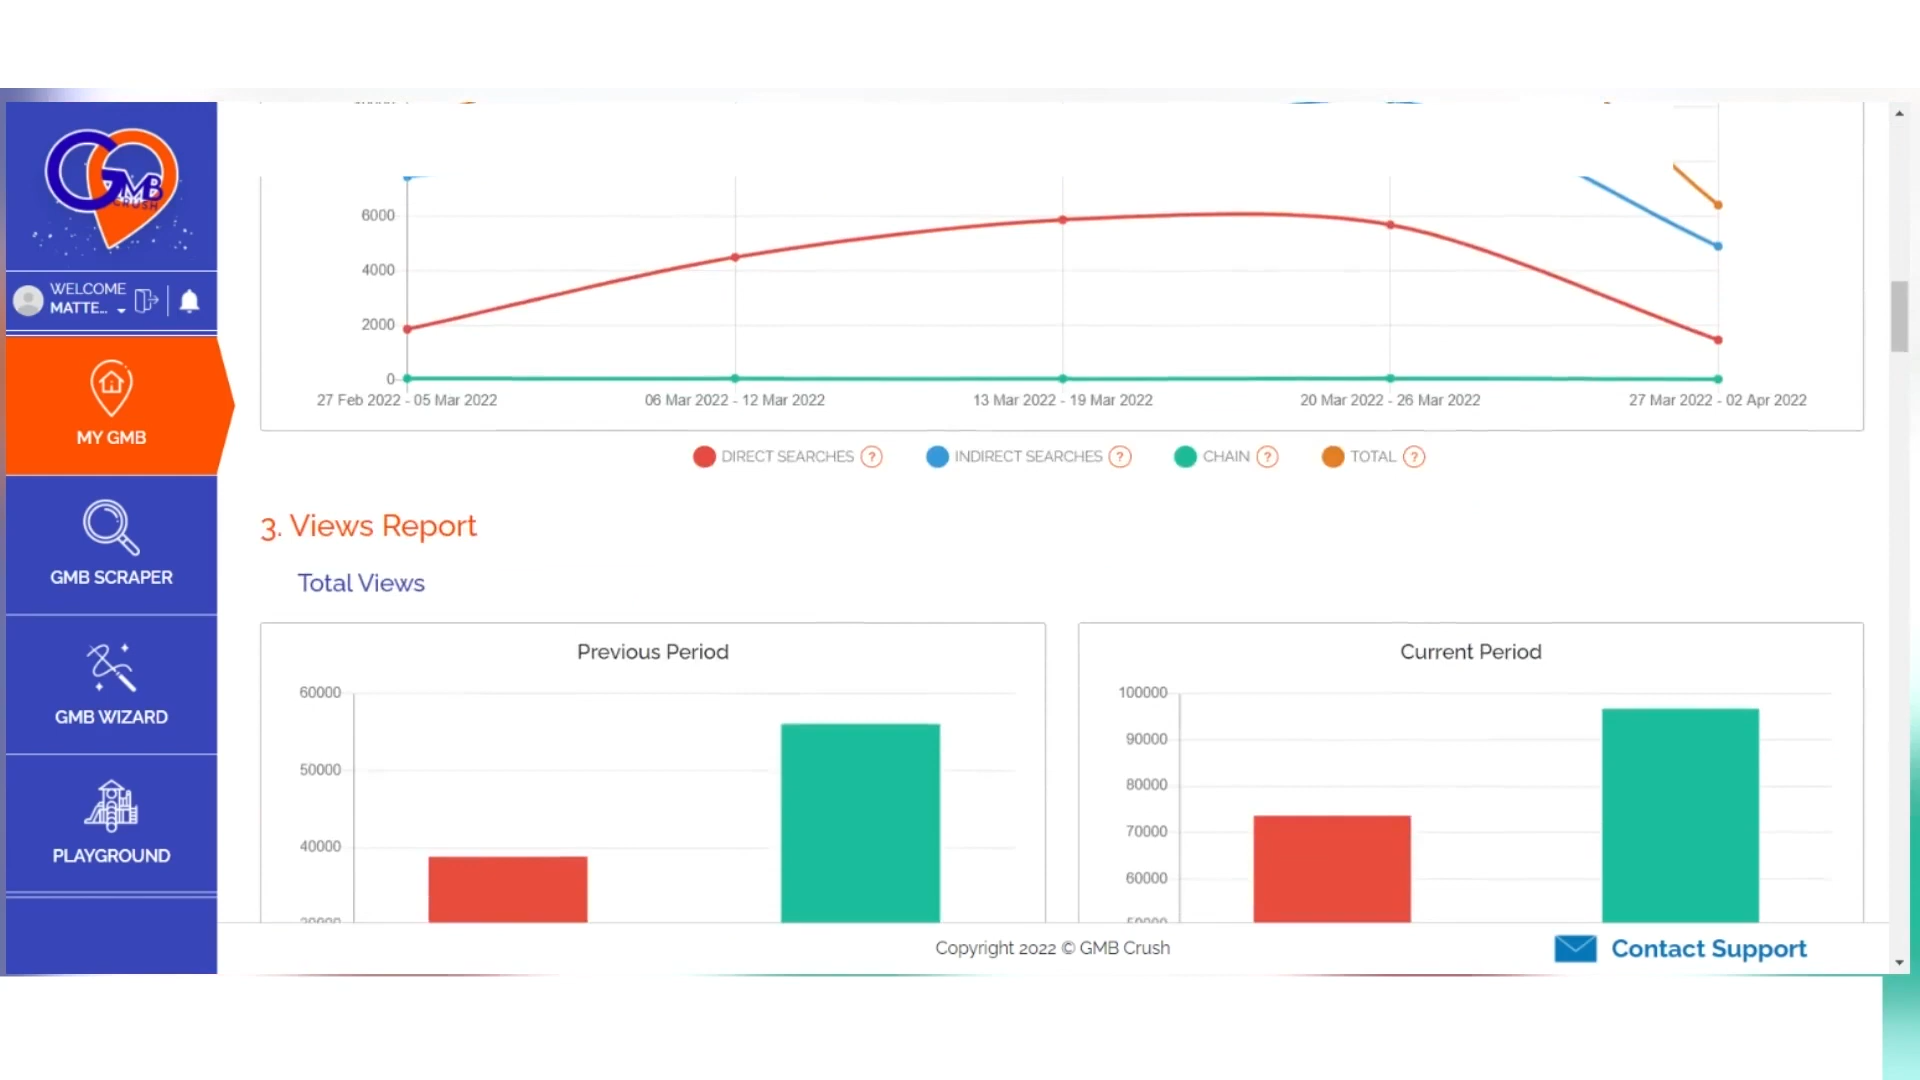 GMB
CRUSH
WELCOME
MATTE...
MY GMB
GMB SCRAPER
GMB WIZARD
PLAYGROUND
6000
4000
2000
0
27 Feb 2022 - 05 Mar 2022
06 Mar 2022 - 12 Mar 2022
13 Mar 2022 - 19 Mar 2022
20 Mar 2022 - 26 Mar 2022
27 Mar 2022 - 02 Apr 2022
DIRECT SEARCHES ?
INDIRECT SEARCHES ?
CHAIN ?
TOTAL ?
3. Views Report
Total Views
Previous Period
60000
50000
40000
Current Period
100000
90000
80000
70000
60000
Copyright 2022 © GMB Crush
Contact Support